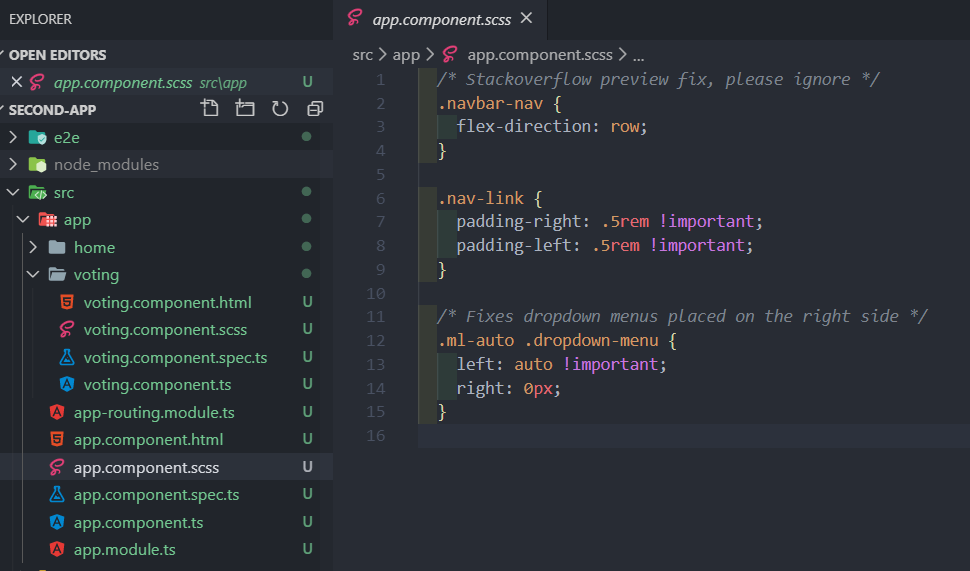 EXPLORER
OPEN EDITORS
app.component.scss src\app U
SECOND-APP
e2e
node_modules
src
app
home
voting
voting.component.html U
voting.component.scss U
voting.component.spec.ts U
voting.component.ts U
app-routing.module.ts U
app.component.html U
app.component.scss U
app.component.spec.ts U
app.component.ts U
app.module.ts U
app.component.scss
src > app > app.component.scss > ...
1 /* Stackoverflow preview fix, please ignore */
2 .navbar-nav {
3 flex-direction: row;
4 }
5
6 .nav-link {
7 padding-right: .5rem !important;
8 padding-left: .5rem !important;
9 }
10
11 /* Fixes dropdown menus placed on the right side */
12 .ml-auto .dropdown-menu {
13 left: auto !important;
14 right: 0px;
15 }
16